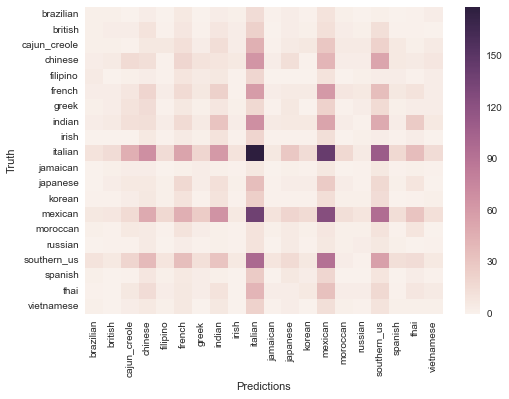 Truth
brazilian
british
cajun_creole
chinese
filipino
french
greek
indian
irish
italian
jamaican
japanese
korean
mexican
moroccan
russian
southern_us
spanish
thai
vietnamese
brazilian
british
cajun_creole
chinese
filipino
french
greek
indian
irish
italian
jamaican
japanese
korean
mexican
moroccan
russian
southern_us
spanish
thai
vietnamese
Predictions
150
120
90
60
30
0